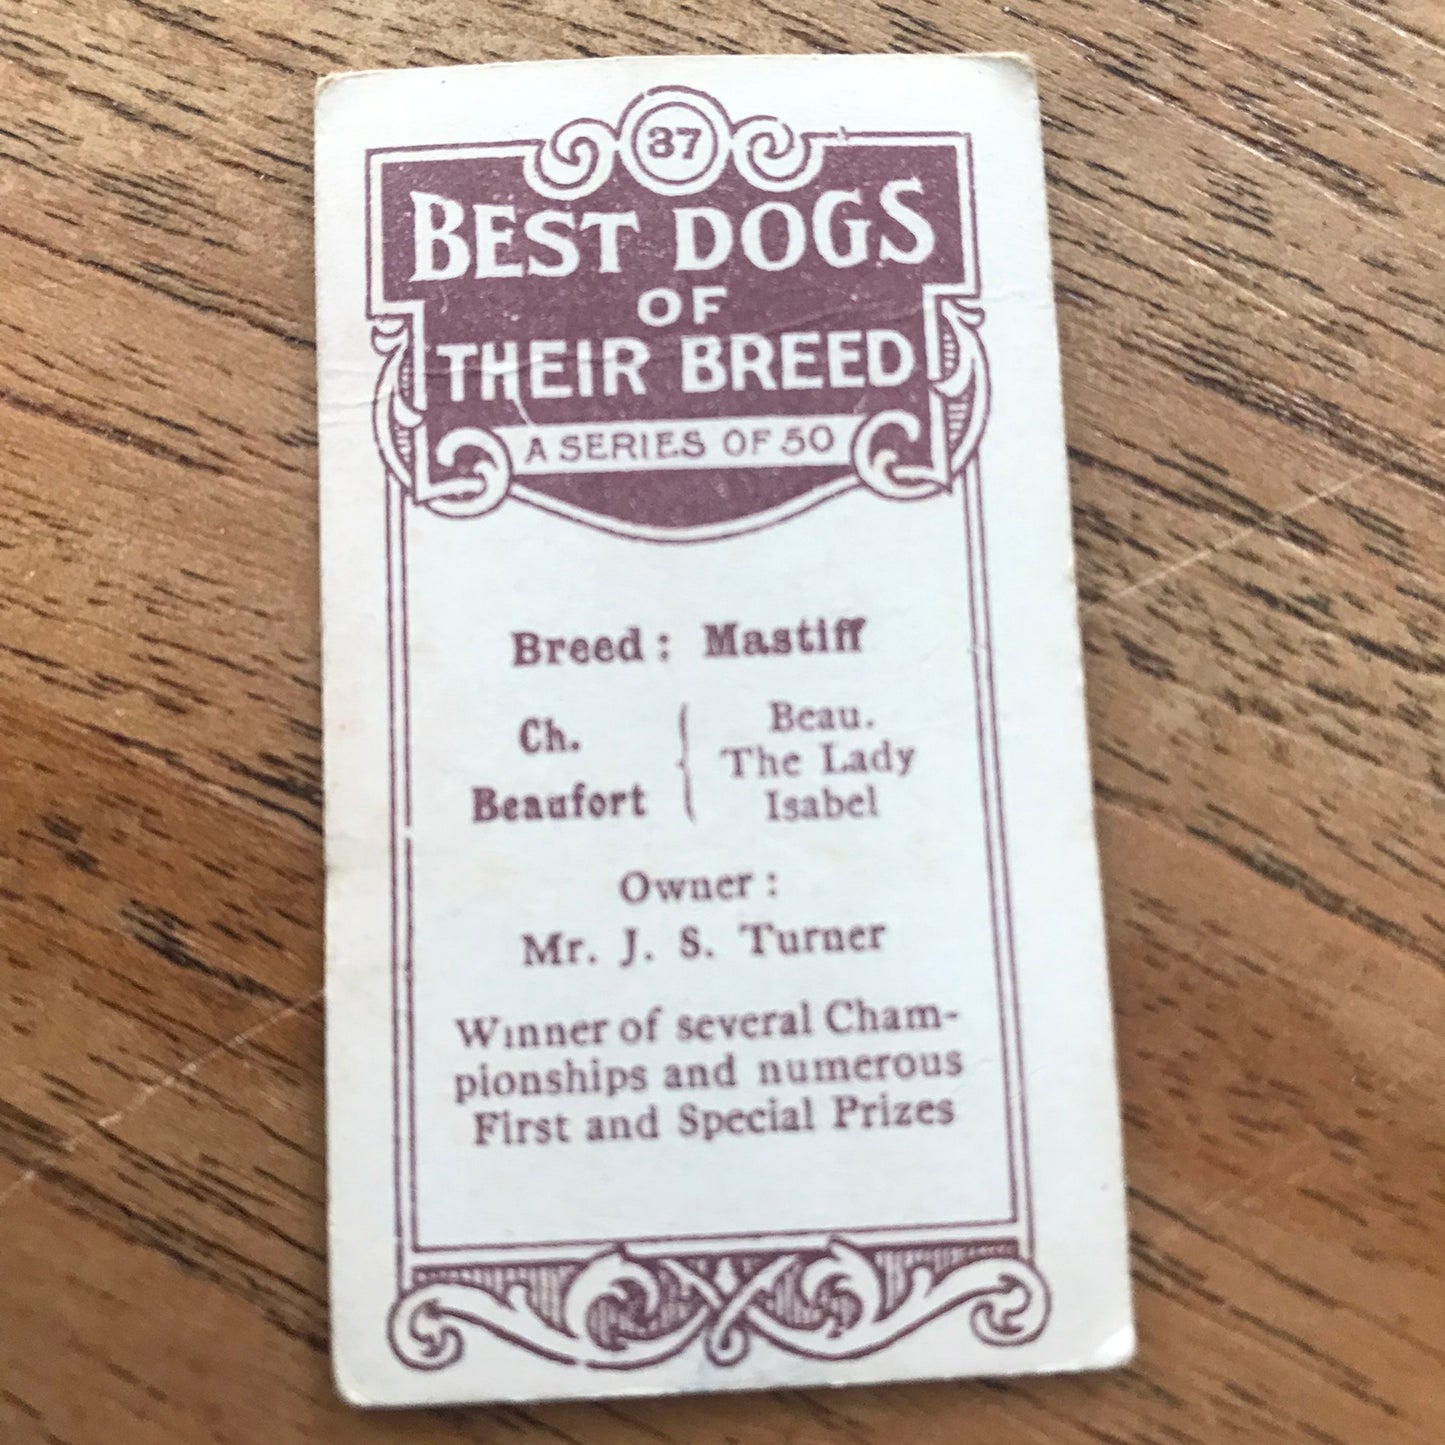 37
BEST DOGS
OF
THEIR BREED
A SERIES OF 50
Breed : Mastiff
Ch.
Beaufort
Beau.
The Lady
Isabel
Owner :
Mr. J. S. Turner
Winner of several Cham-
pionships and numerous
First and Special Prizes